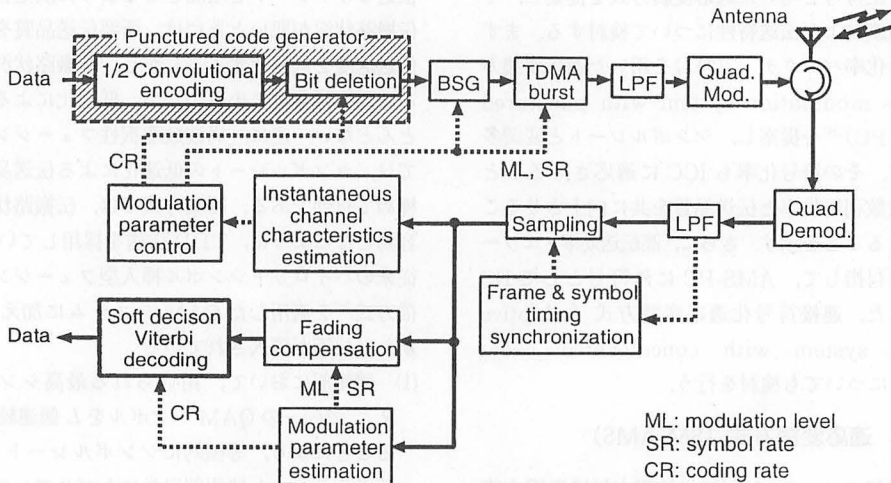 Antenna
Punctured code generator
Data
1/2 Convolutional
encoding
Bit deletion
BSG
TDMA
burst
LPF
Quad.
Mod.
CR
ML, SR
Modulation
parameter
control
Instantaneous
channel
characteristics
estimation
Sampling
LPF
Quad.
Demod.
Frame & symbol
timing
synchronization
Data
Soft decison
Viterbi
decoding
Fading
compensation
CR
ML
SR
Modulation
parameter
estimation
ML: modulation level
SR: symbol rate
CR: coding rate